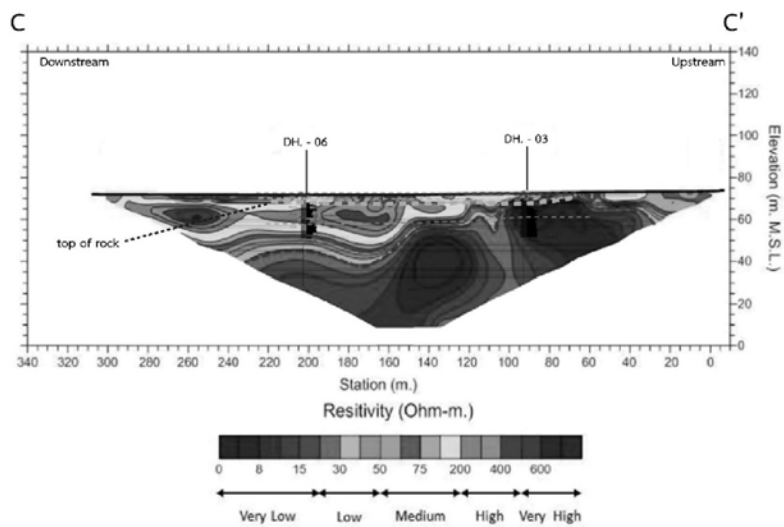 C C'
140
Downstream Upstream
120
100
DH. - 06 DH. - 03
80
60
top of rock
40
20
0
340 320 300 280 260 240 220 200 180 160 140 120 100 80 60 40 20 0
Elevation (m. M.S.L.)
Station (m.)
Resitivity (Ohm-m.)
0 8 15 30 50 75 200 400 600
Very Low Low Medium High Very High